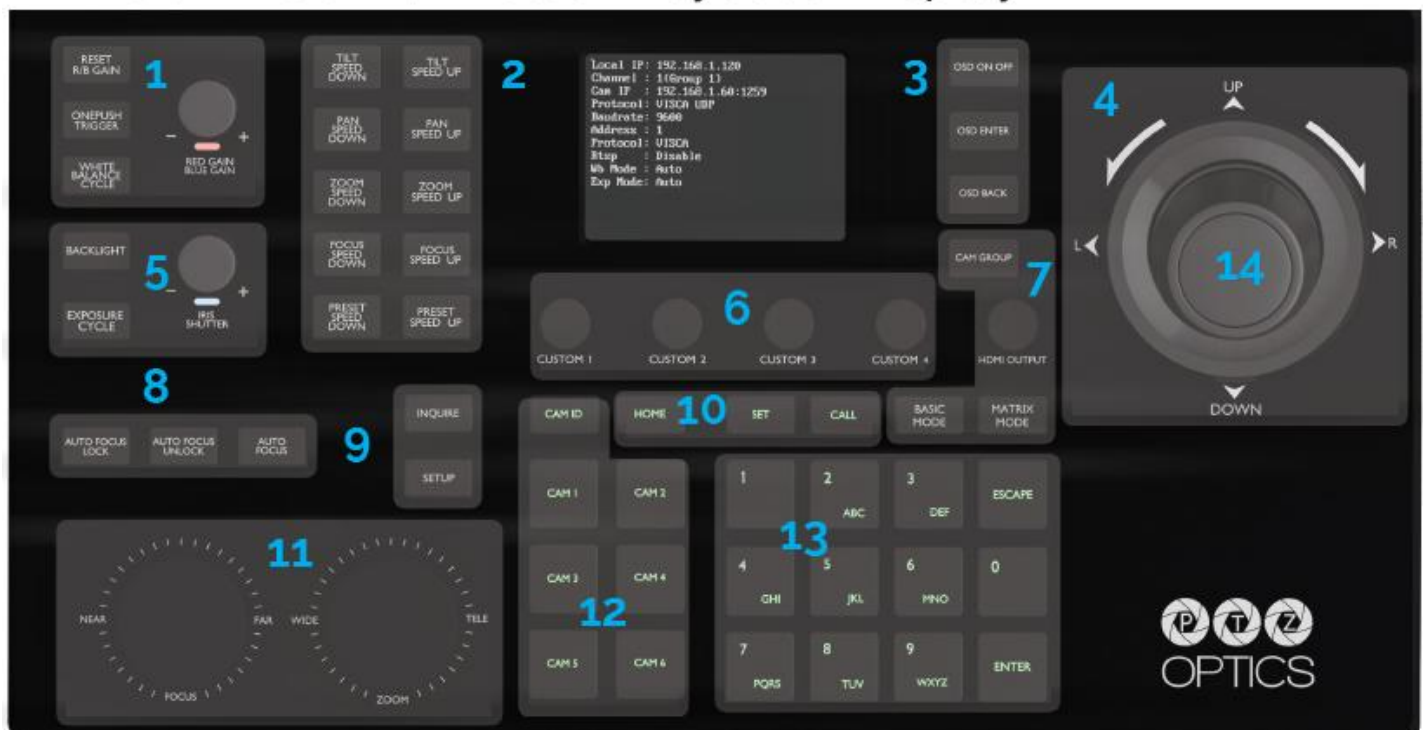 RESET
R/B GAIN
1
ONEPUSH
TRIGGER
- +
RED GAIN
BLUE GAIN
WHITE
BALANCE
CYCLE
TILT
SPEED
DOWN
TILT
SPEED UP
2
PAN
SPEED
DOWN
PAN
SPEED UP
ZOOM
SPEED
DOWN
ZOOM
SPEED UP
FOCUS
SPEED
DOWN
FOCUS
SPEED UP
PRESET
SPEED
DOWN
PRESET
SPEED UP
Local IP: 192.168.1.120
Channel : 1(Group 1)
Cam IP : 192.168.1.60:1259
Protocol: VISCA UDP
Baudrate: 9600
Address : 1
Protocol: VISCA
Rtsp : Disable
Wb Mode : Auto
Exp Mode: Auto
3
OSD ON OFF
OSD ENTER
OSD BACK
4
UP
L
R
14
DOWN
BACKLIGHT
5
- +
EXPOSURE
CYCLE
IRIS
SHUTTER
6
CUSTOM 1
CUSTOM 2
CUSTOM 3
CUSTOM 4
CAM GROUP
7
HDMI OUTPUT
BASIC
MODE
MATRIX
MODE
8
AUTO FOCUS
LOCK
AUTO FOCUS
UNLOCK
AUTO
FOCUS
9
INQUIRE
SETUP
10
HOME
SET
CALL
11
NEAR
FAR
FOCUS
WIDE
TELE
ZOOM
CAM ID
CAM 1
CAM 2
CAM 3
CAM 4
12
CAM 5
CAM 6
13
1
2
ABC
3
DEF
ESCAPE
4
GHI
5
JKL
6
MNO
0
7
PQRS
8
TUV
9
WXYZ
ENTER
PTZ
OPTICS